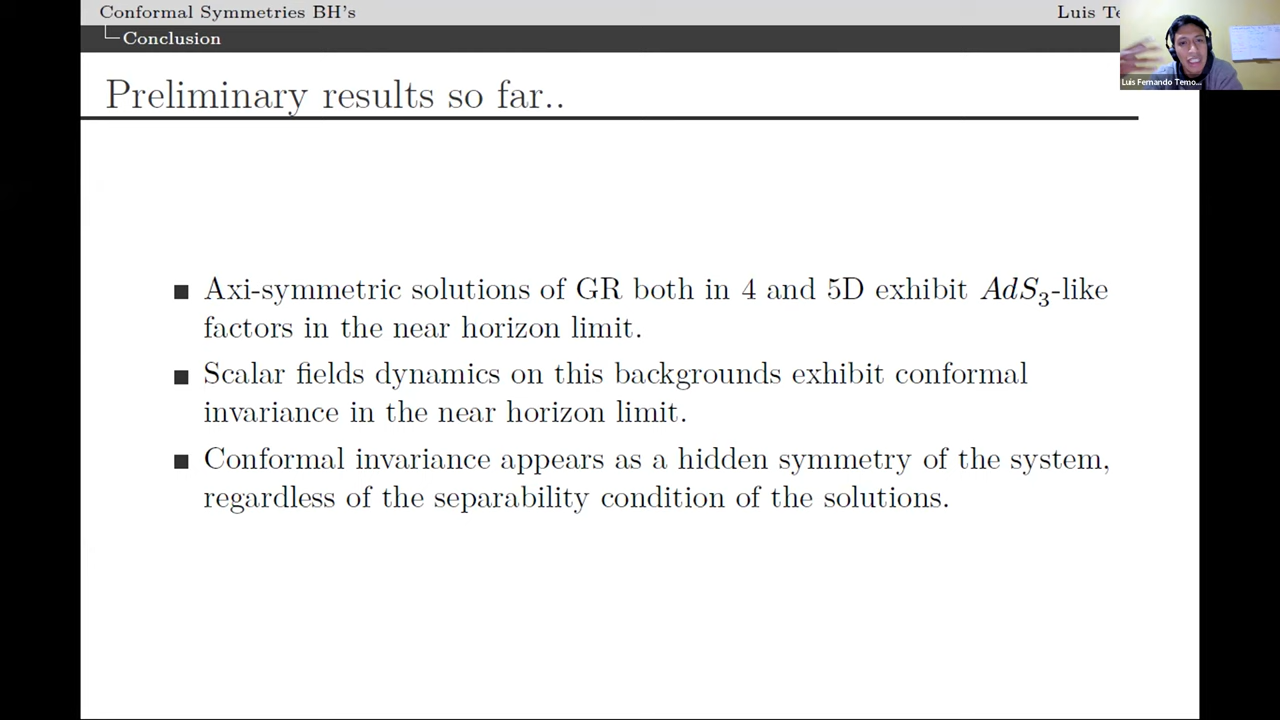 Conformal Symmetries BH's
Luis Te
Conclusion
Luis Fernando Temo...
Preliminary results so far..
Axi-symmetric solutions of GR both in 4 and 5D exhibit AdS₃-like
factors in the near horizon limit.
Scalar fields dynamics on this backgrounds exhibit conformal
invariance in the near horizon limit.
Conformal invariance appears as a hidden symmetry of the system,
regardless of the separability condition of the solutions.